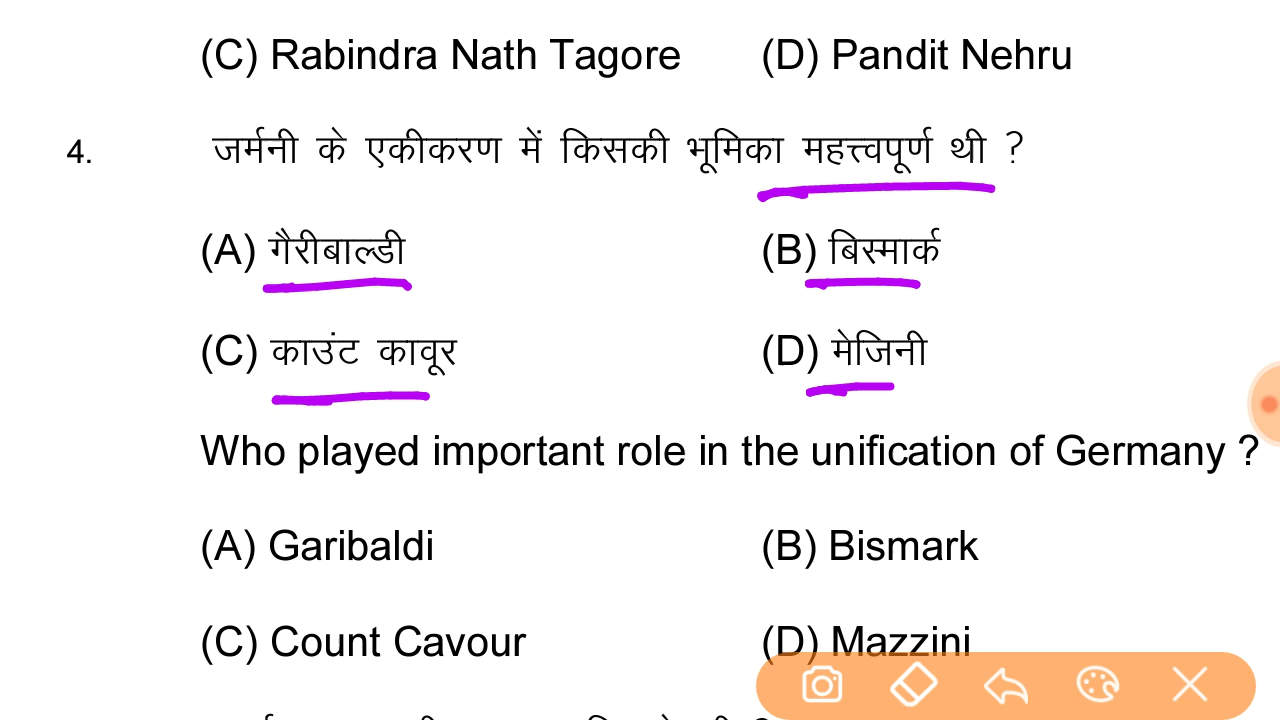 (C) Rabindra Nath Tagore (D) Pandit Nehru
4. जर्मनी के एकीकरण में किसकी भूमिका महत्त्वपूर्ण थी ?
(A) गैरीबाल्डी (B) बिस्मार्क
(C) काउंट कावूर (D) मेजिनी
Who played important role in the unification of Germany ?
(A) Garibaldi (B) Bismark
(C) Count Cavour (D) Mazzini